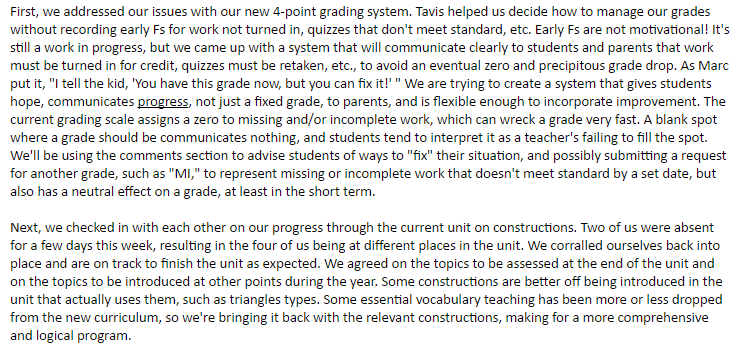 First, we addressed our issues with our new 4-point grading system. Tavis helped us decide how to manage our grades
without recording early Fs for work not turned in, quizzes that don't meet standard, etc. Early Fs are not motivational! It's
still a work in progress, but we came up with a system that will communicate clearly to students and parents that work
must be turned in for credit, quizzes must be retaken, etc., to avoid an eventual zero and precipitous grade drop. As Marc
put it, "I tell the kid, 'You have this grade now, but you can fix it!' " We are trying to create a system that gives students
hope, communicates progress, not just a fixed grade, to parents, and is flexible enough to incorporate improvement. The
current grading scale assigns a zero to missing and/or incomplete work, which can wreck a grade very fast. A blank spot
where a grade should be communicates nothing, and students tend to interpret it as a teacher's failing to fill the spot.
We'll be using the comments section to advise students of ways to "fix" their situation, and possibly submitting a request
for another grade, such as "MI," to represent missing or incomplete work that doesn't meet standard by a set date, but
also has a neutral effect on a grade, at least in the short term.
Next, we checked in with each other on our progress through the current unit on constructions. Two of us were absent
for a few days this week, resulting in the four of us being at different places in the unit. We corralled ourselves back into
place and are on track to finish the unit as expected. We agreed on the topics to be assessed at the end of the unit and
on the topics to be introduced at other points during the year. Some constructions are better off being introduced in the
unit that actually uses them, such as triangles types. Some essential vocabulary teaching has been more or less dropped
from the new curriculum, so we're bringing it back with the relevant constructions, making for a more comprehensive
and logical program.